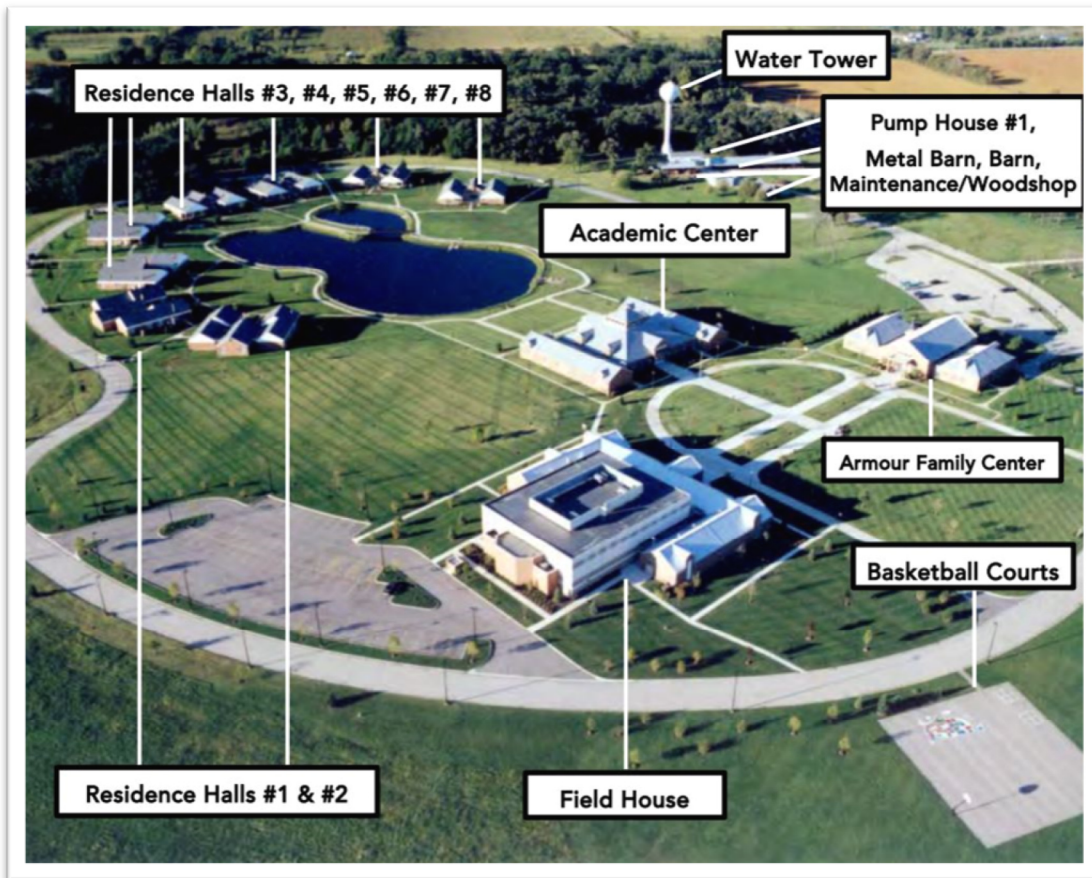 Water Tower
Residence Halls #3, #4, #5, #6, #7, #8
Pump House #1,
Metal Barn, Barn,
Maintenance/Woodshop
Academic Center
Armour Family Center
Basketball Courts
Residence Halls #1 & #2
Field House